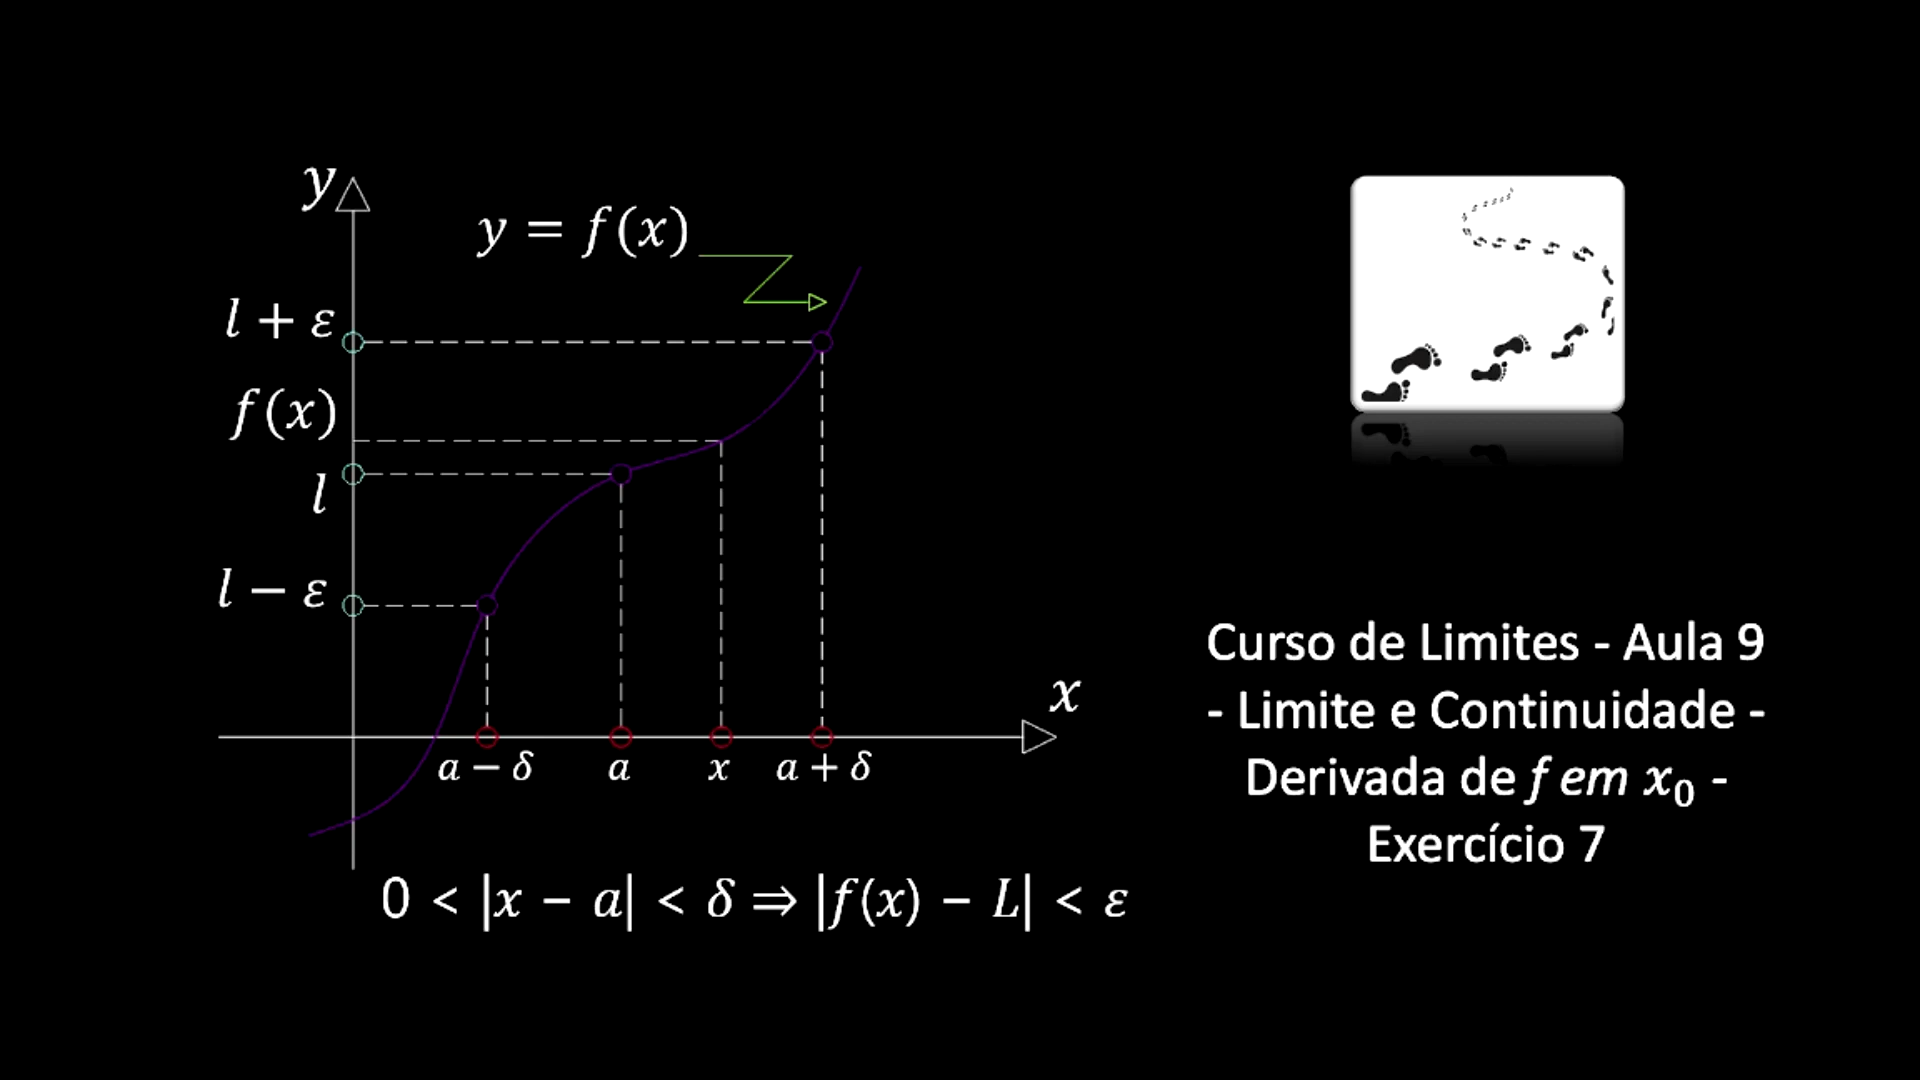 y
y = f(x)
l + ε
f(x)
l
l − ε
x
a − δ a x a + δ
0 < |x − a| < δ ⇒ |f(x) − L| < ε
Curso de Limites - Aula 9
- Limite e Continuidade -
Derivada de f em x₀ -
Exercício 7